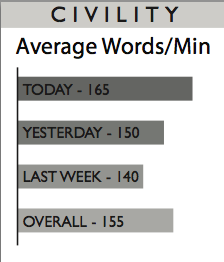 CIVILITY
Average Words/Min
TODAY - 165
YESTERDAY - 150
LAST WEEK - 140
OVERALL - 155